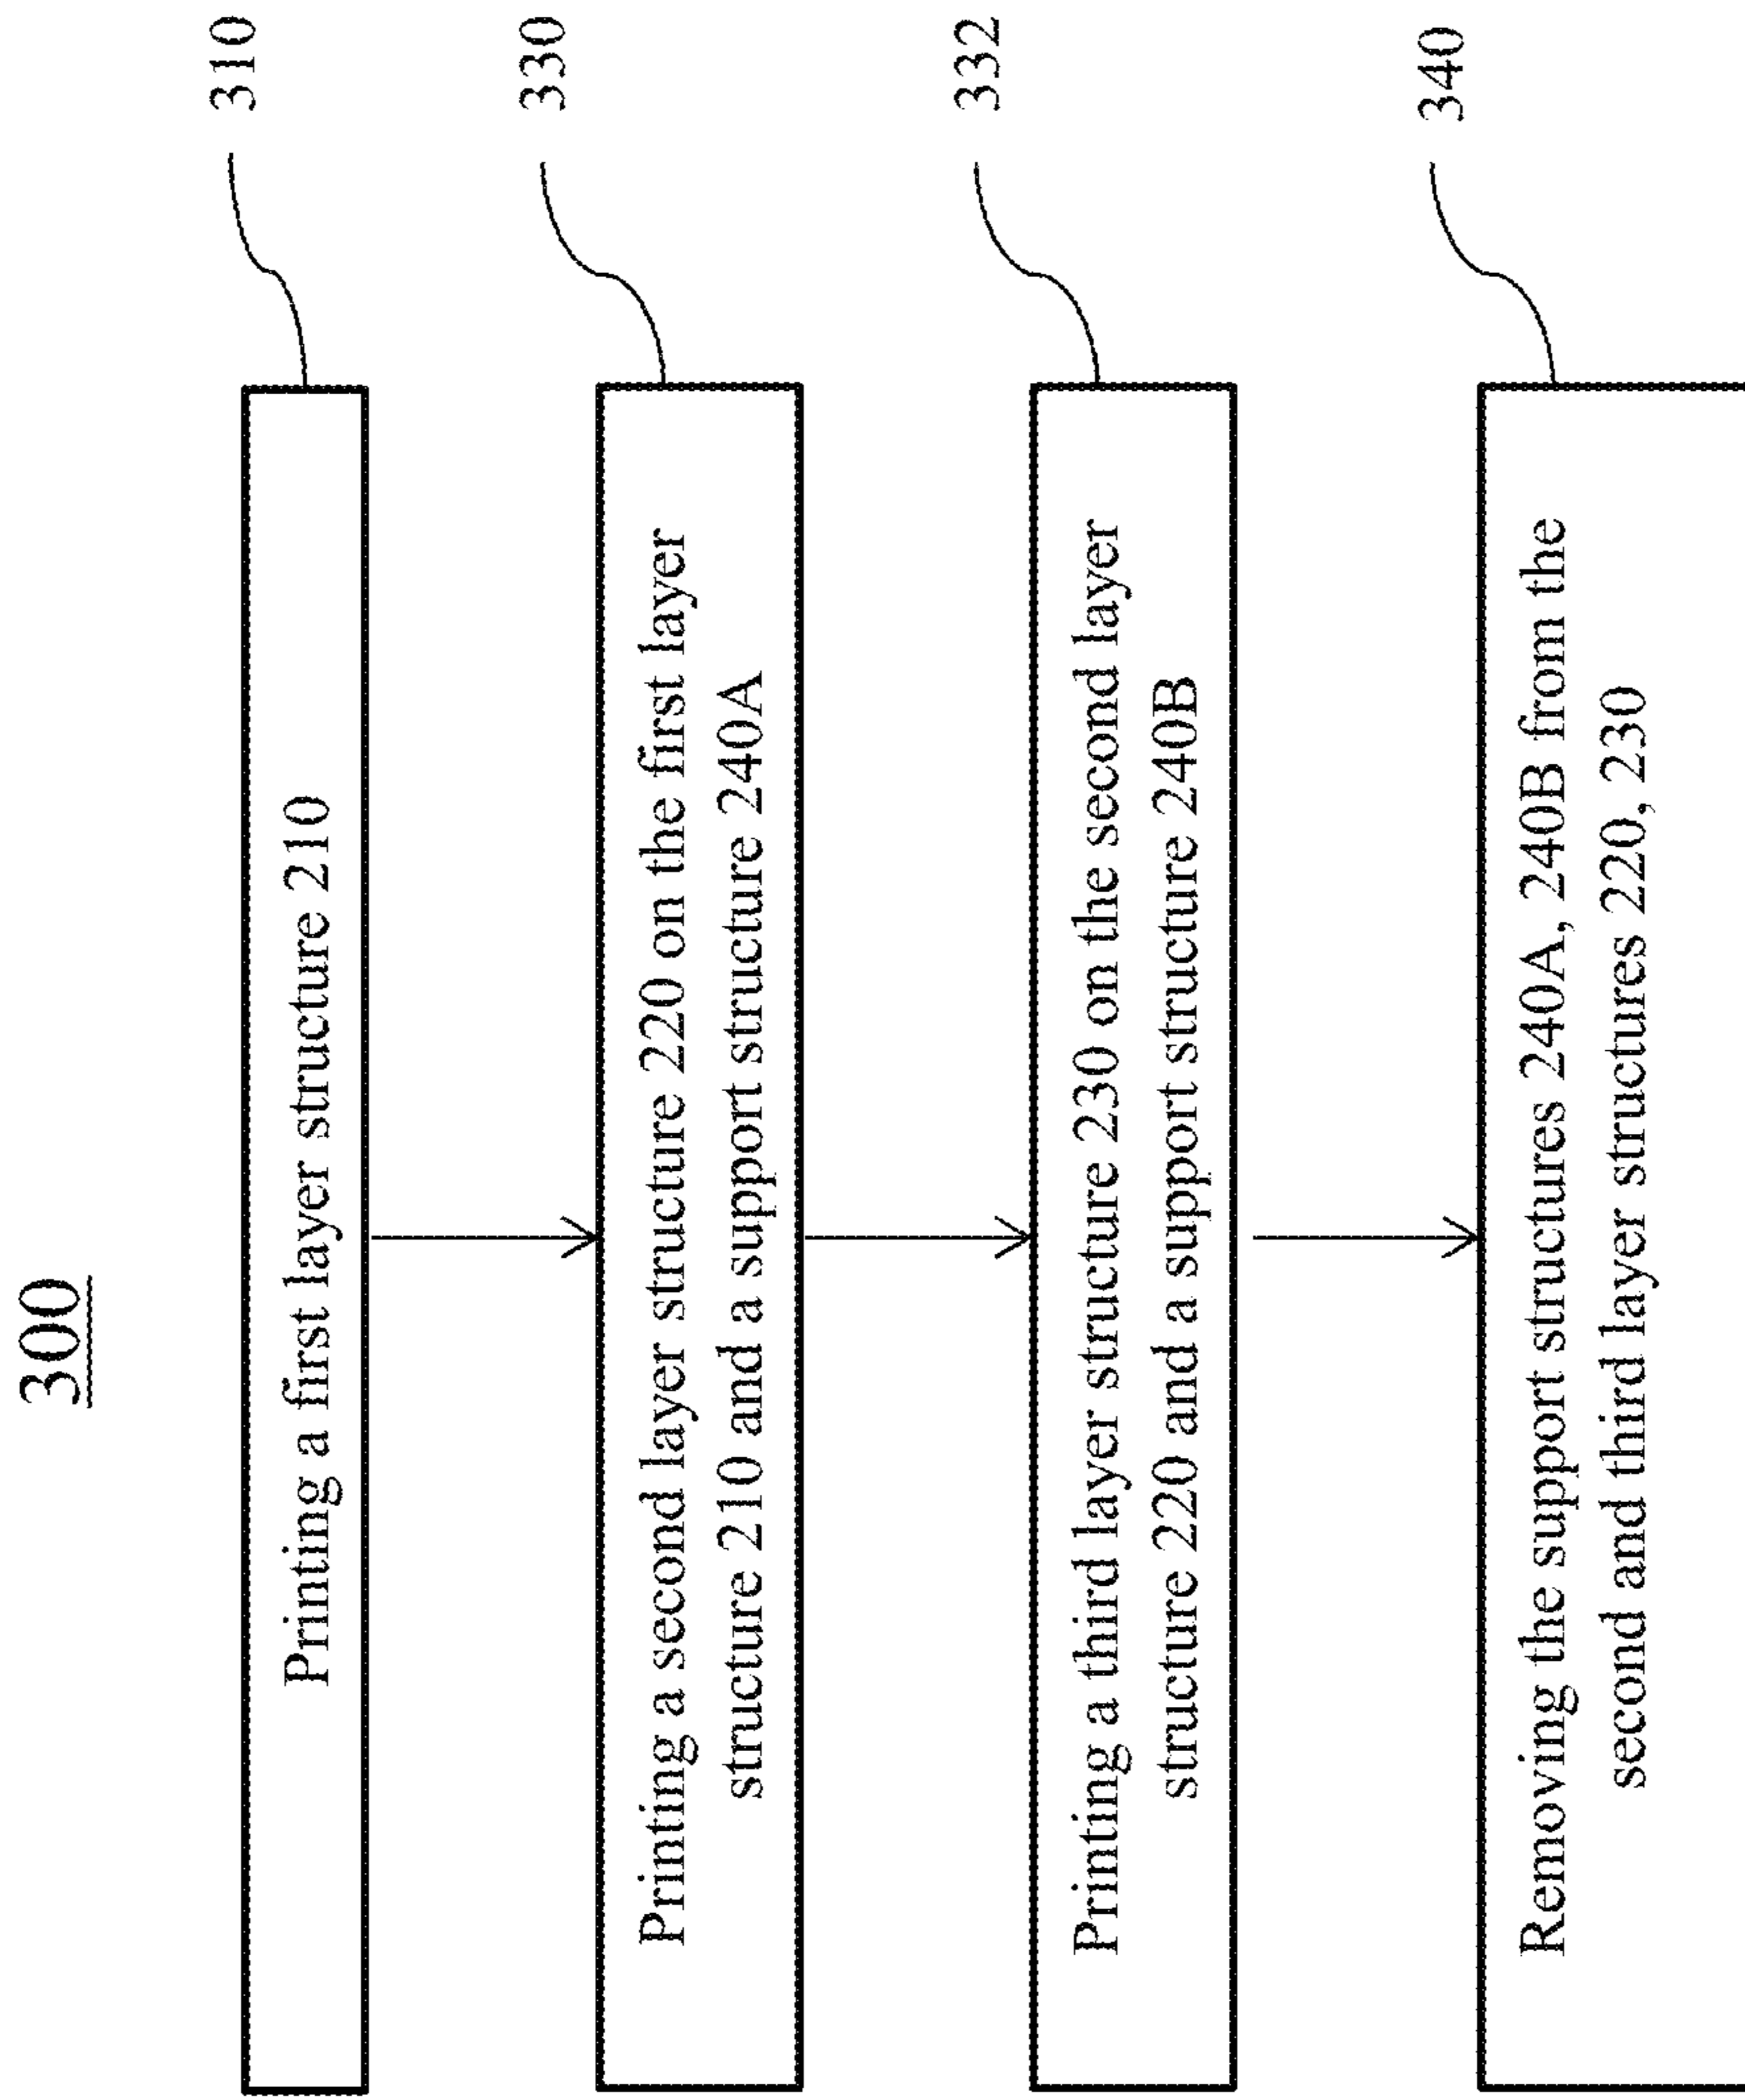 300
310
Printing a first layer structure 210
330
Printing a second layer structure 220 on the first layer
structure 210 and a support structure 240A
332
Printing a third layer structure 230 on the second layer
structure 220 and a support structure 240B
340
Removing the support structures 240A, 240B from the
second and third layer structures 220, 230